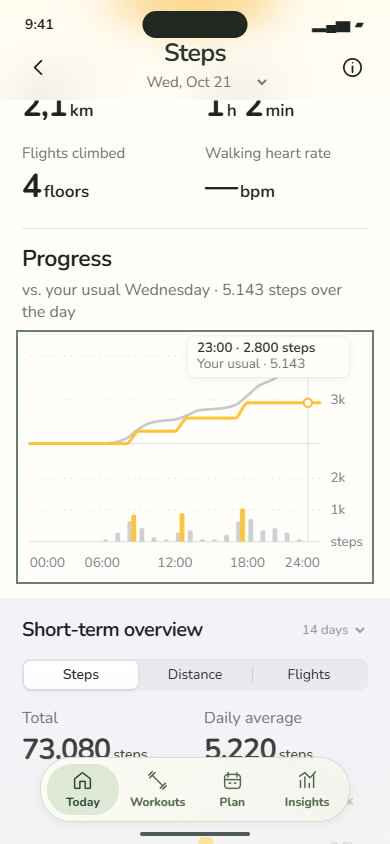 9:41
Steps
Wed, Oct 21
2,1 km
1 h 2 min
Flights climbed
Walking heart rate
4 floors
— bpm
Progress
vs. your usual Wednesday · 5.143 steps over
the day
23:00 · 2.800 steps
Your usual · 5.143
3k
2k
1k
steps
00:00 06:00 12:00 18:00 24:00
Short-term overview
14 days
Steps
Distance
Flights
Total
Daily average
73.080 steps
5.220 steps
Today
Workouts
Plan
Insights